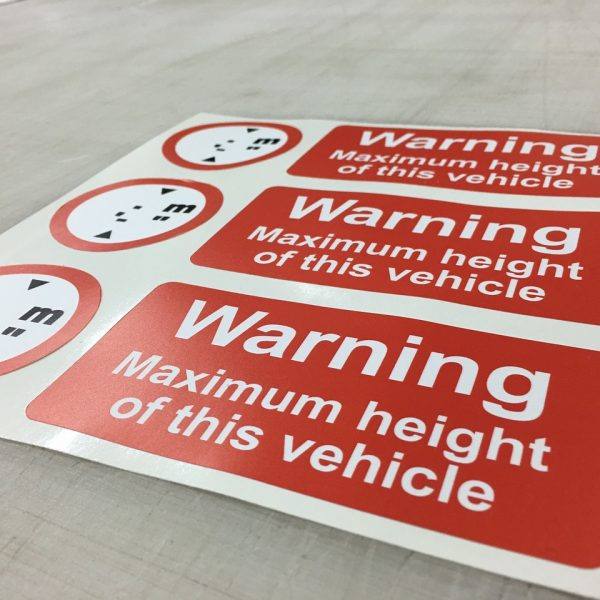 m
"
Warning
Maximum height
of this vehicle
m
"
Warning
Maximum height
of this vehicle
m
"
Warning
Maximum height
of this vehicle